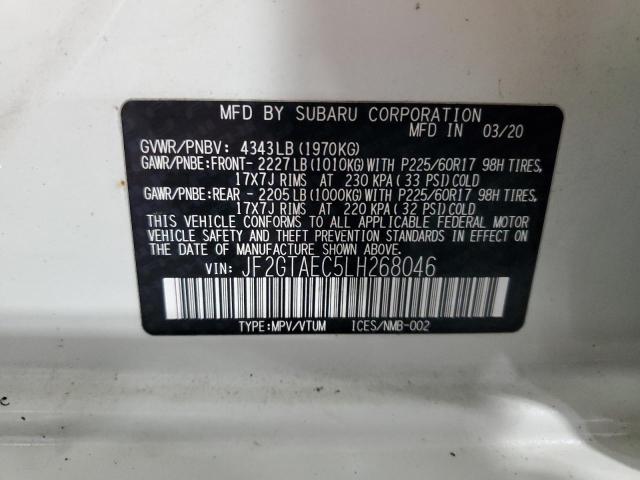 MFD BY SUBARU CORPORATION
MFD IN 03/20
GVWR/PNBV: 4343LB (1970KG)
GAWR/PNBE:FRONT- 2227LB(1010KG)WITH P225/60R17 98H TIRES,
17X7J RIMS AT 230 KPA(33 PSI)COLD
GAWR/PNBE:REAR - 2205LB(1000KG)WITH P225/60R17 98H TIRES,
17X7J RIMS AT 220 KPA(32 PSI)COLD
THIS VEHICLE CONFORMS TO ALL APPLICABLE FEDERAL MOTOR
VEHICLE SAFETY AND THEFT PREVENTION STANDARDS IN EFFECT
ON THE DATE OF MANUFACTURE SHOWN ABOVE.
VIN: JF2GTAEC5LH268046
TYPE:MPV/VTUM ICES/NMB-002